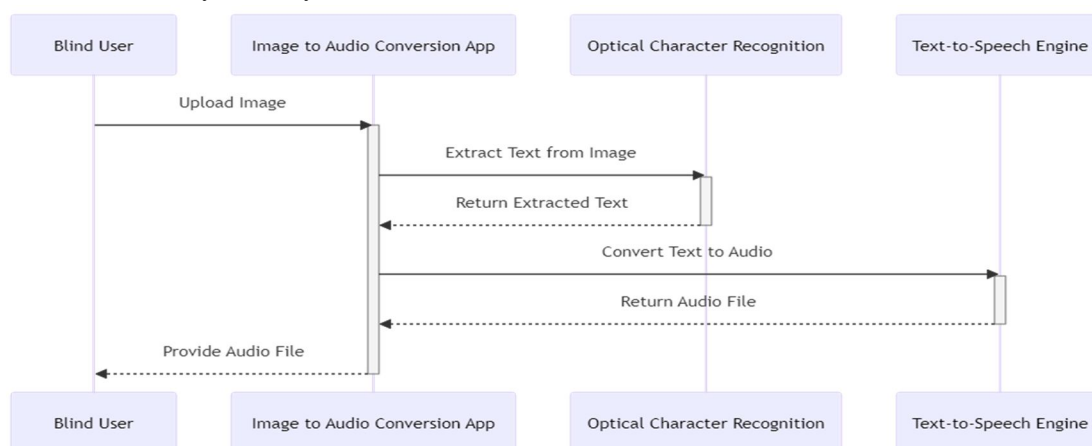 Blind User Image to Audio Conversion App Optical Character Recognition Text-to-Speech Engine
Upload Image
Extract Text from Image
Return Extracted Text
Convert Text to Audio
Return Audio File
Provide Audio File
Blind User Image to Audio Conversion App Optical Character Recognition Text-to-Speech Engine